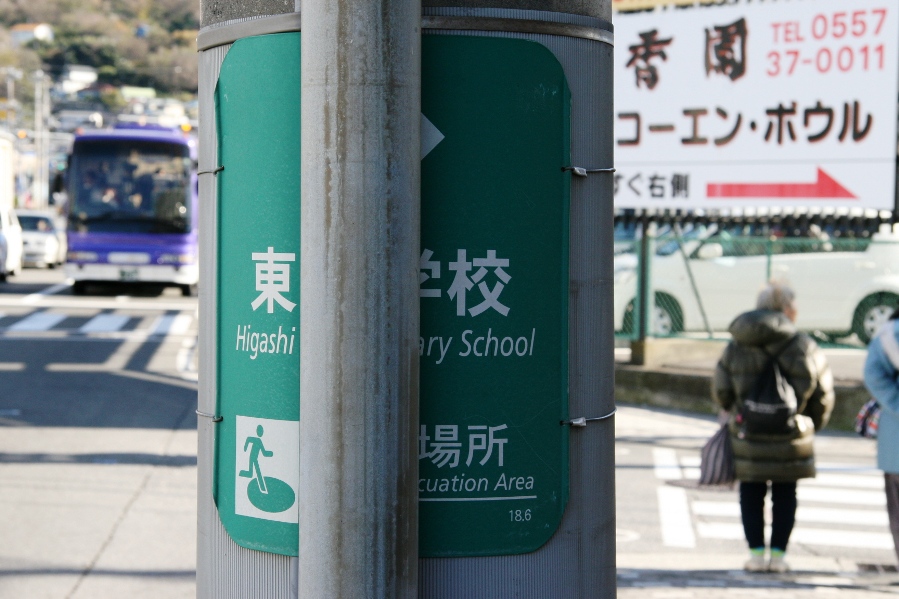 東 学校
Higashi ary School
場所
cuation Area
18.6
香園
TEL 0557
37-0011
コーエン・ボウル
すぐ右側